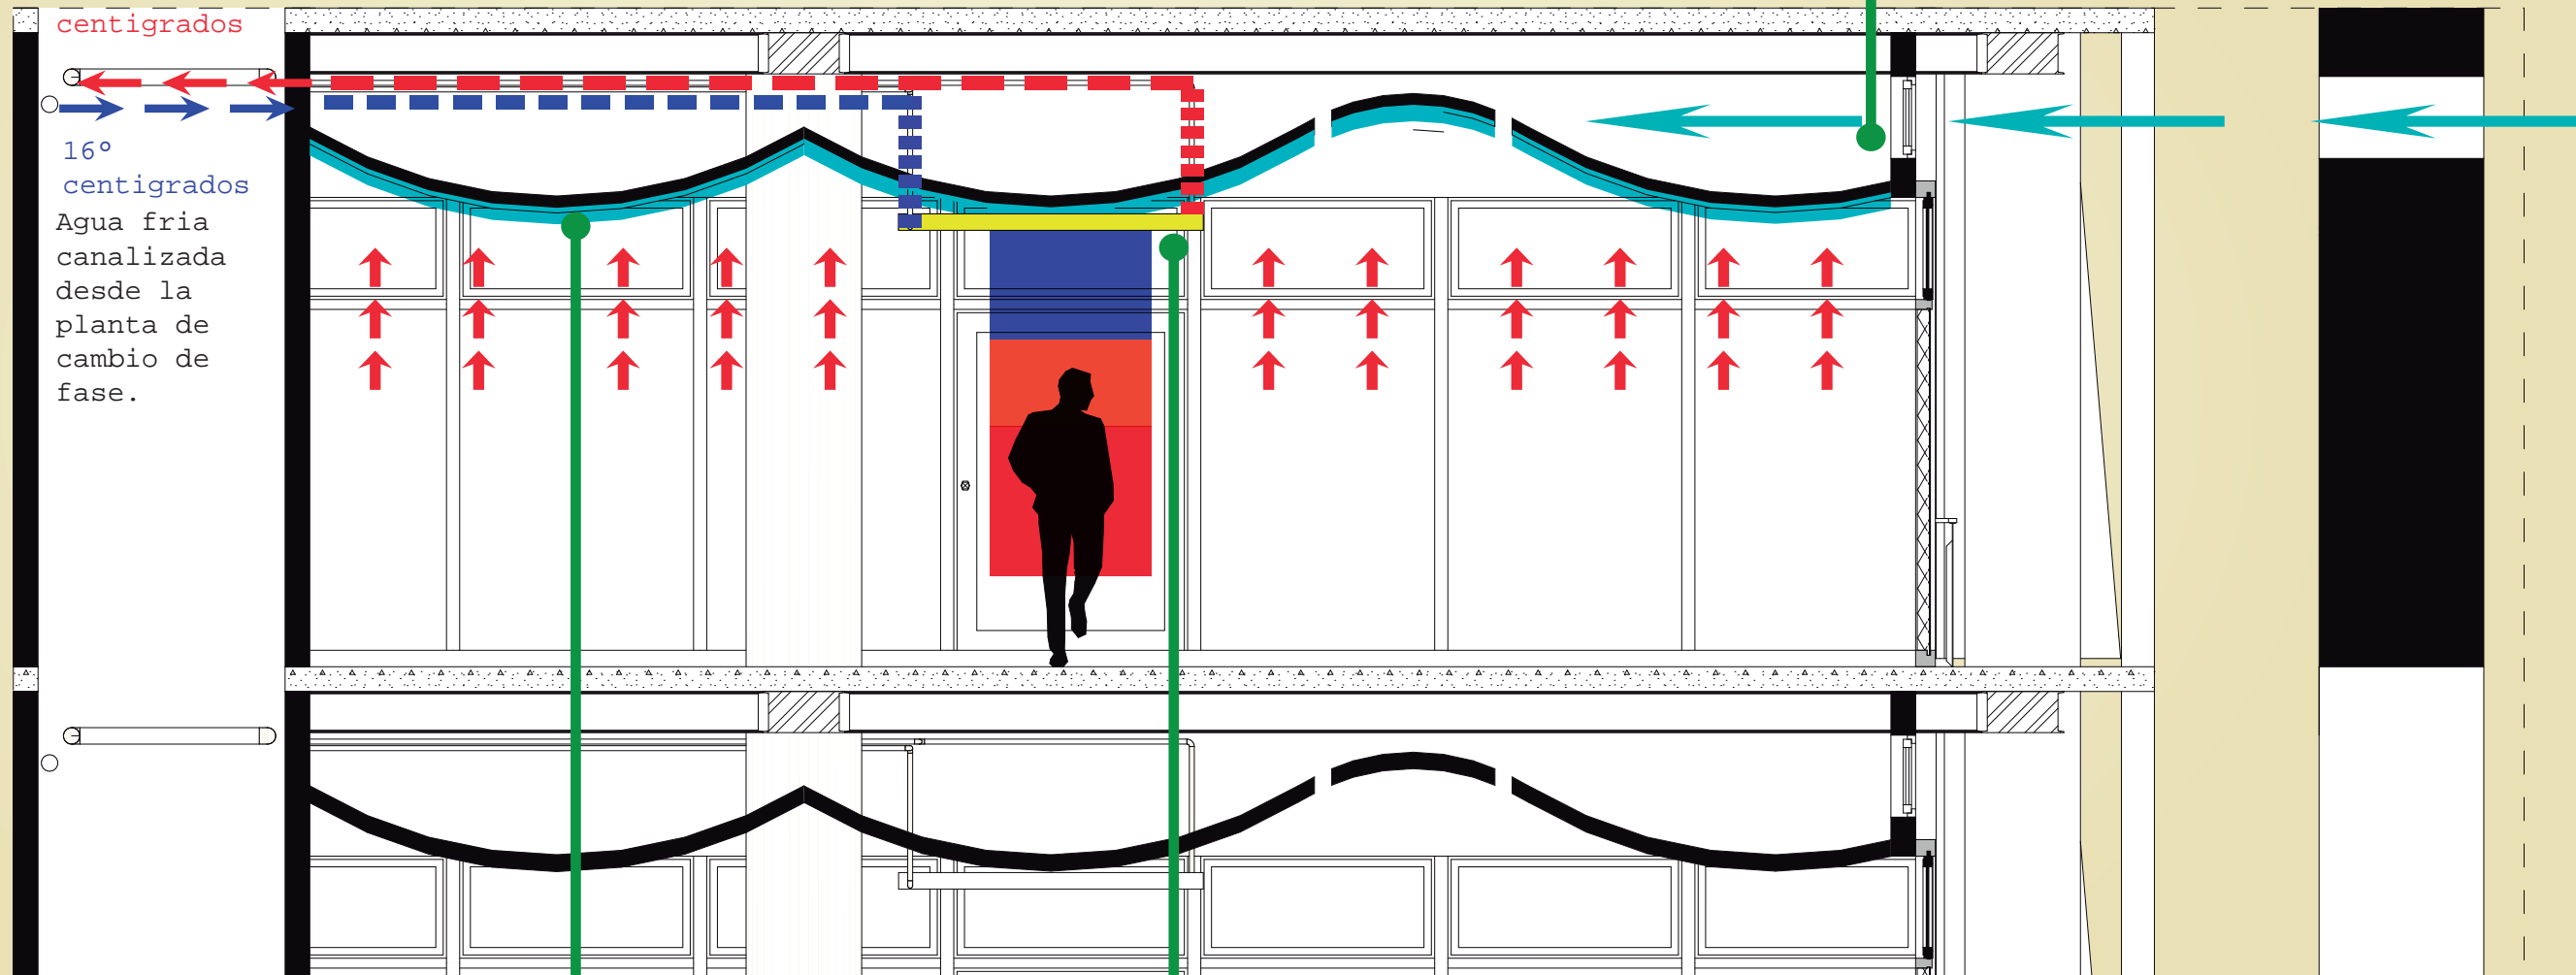 centigrados
16°
centigrados
Agua fria
canalizada
desde la
planta de
cambio de
fase.